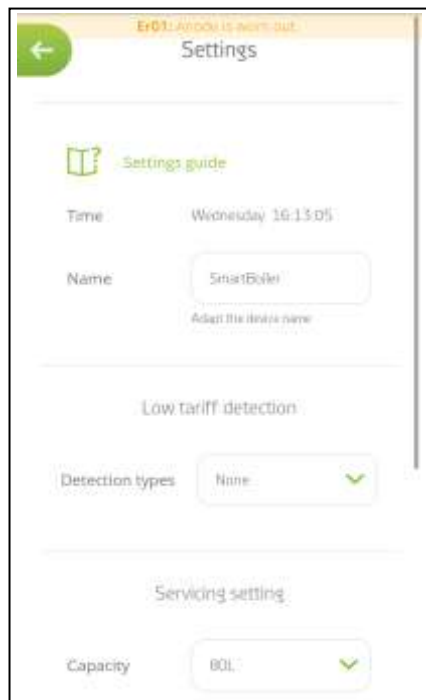 Er01: Anode is worn out.
Settings
Settings guide
Time Wednesday 16:13:05
Name SmartBoiler
Adapt the device name
Low tariff detection
Detection types None
Servicing setting
Capacity 80L